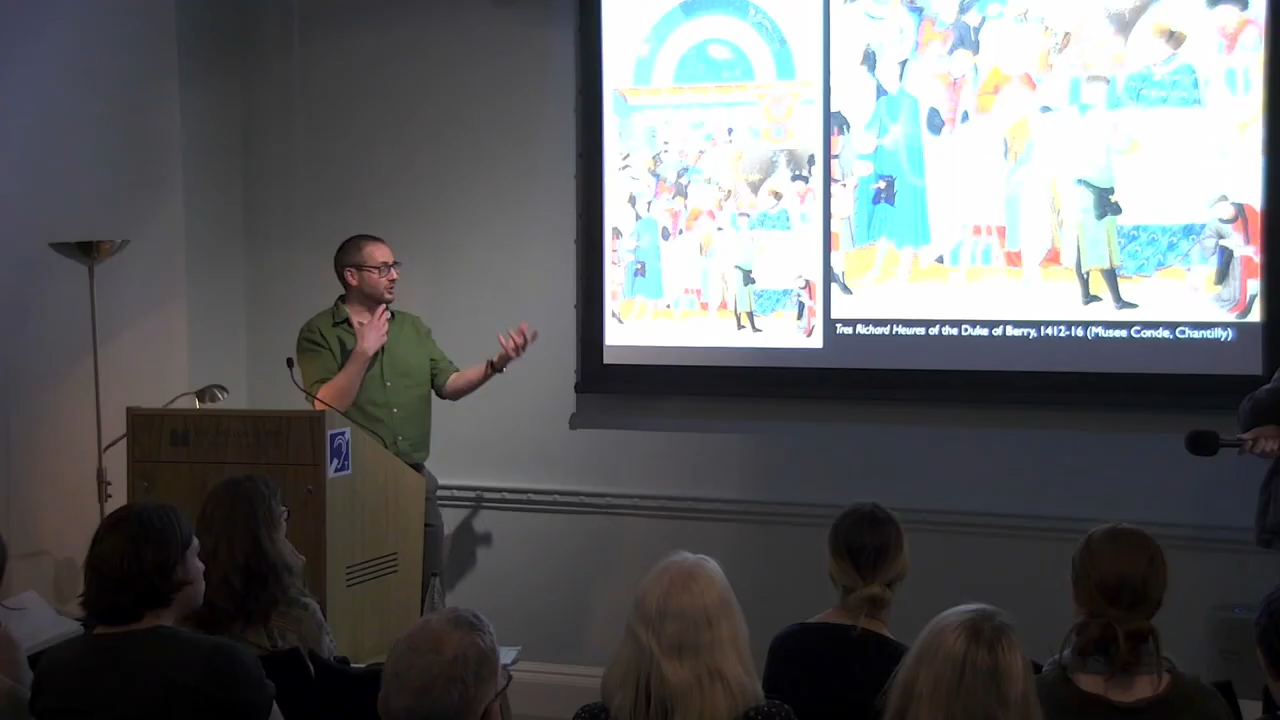 Tres Richard Heures of the Duke of Berry, 1412-16 (Musee Conde, Chantilly)
T